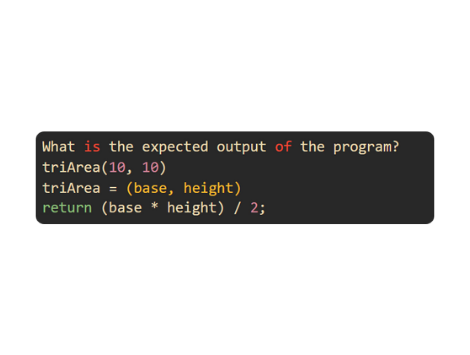 What is the expected output of the program?
triArea(10, 10)
triArea = (base, height)
return (base * height) / 2;